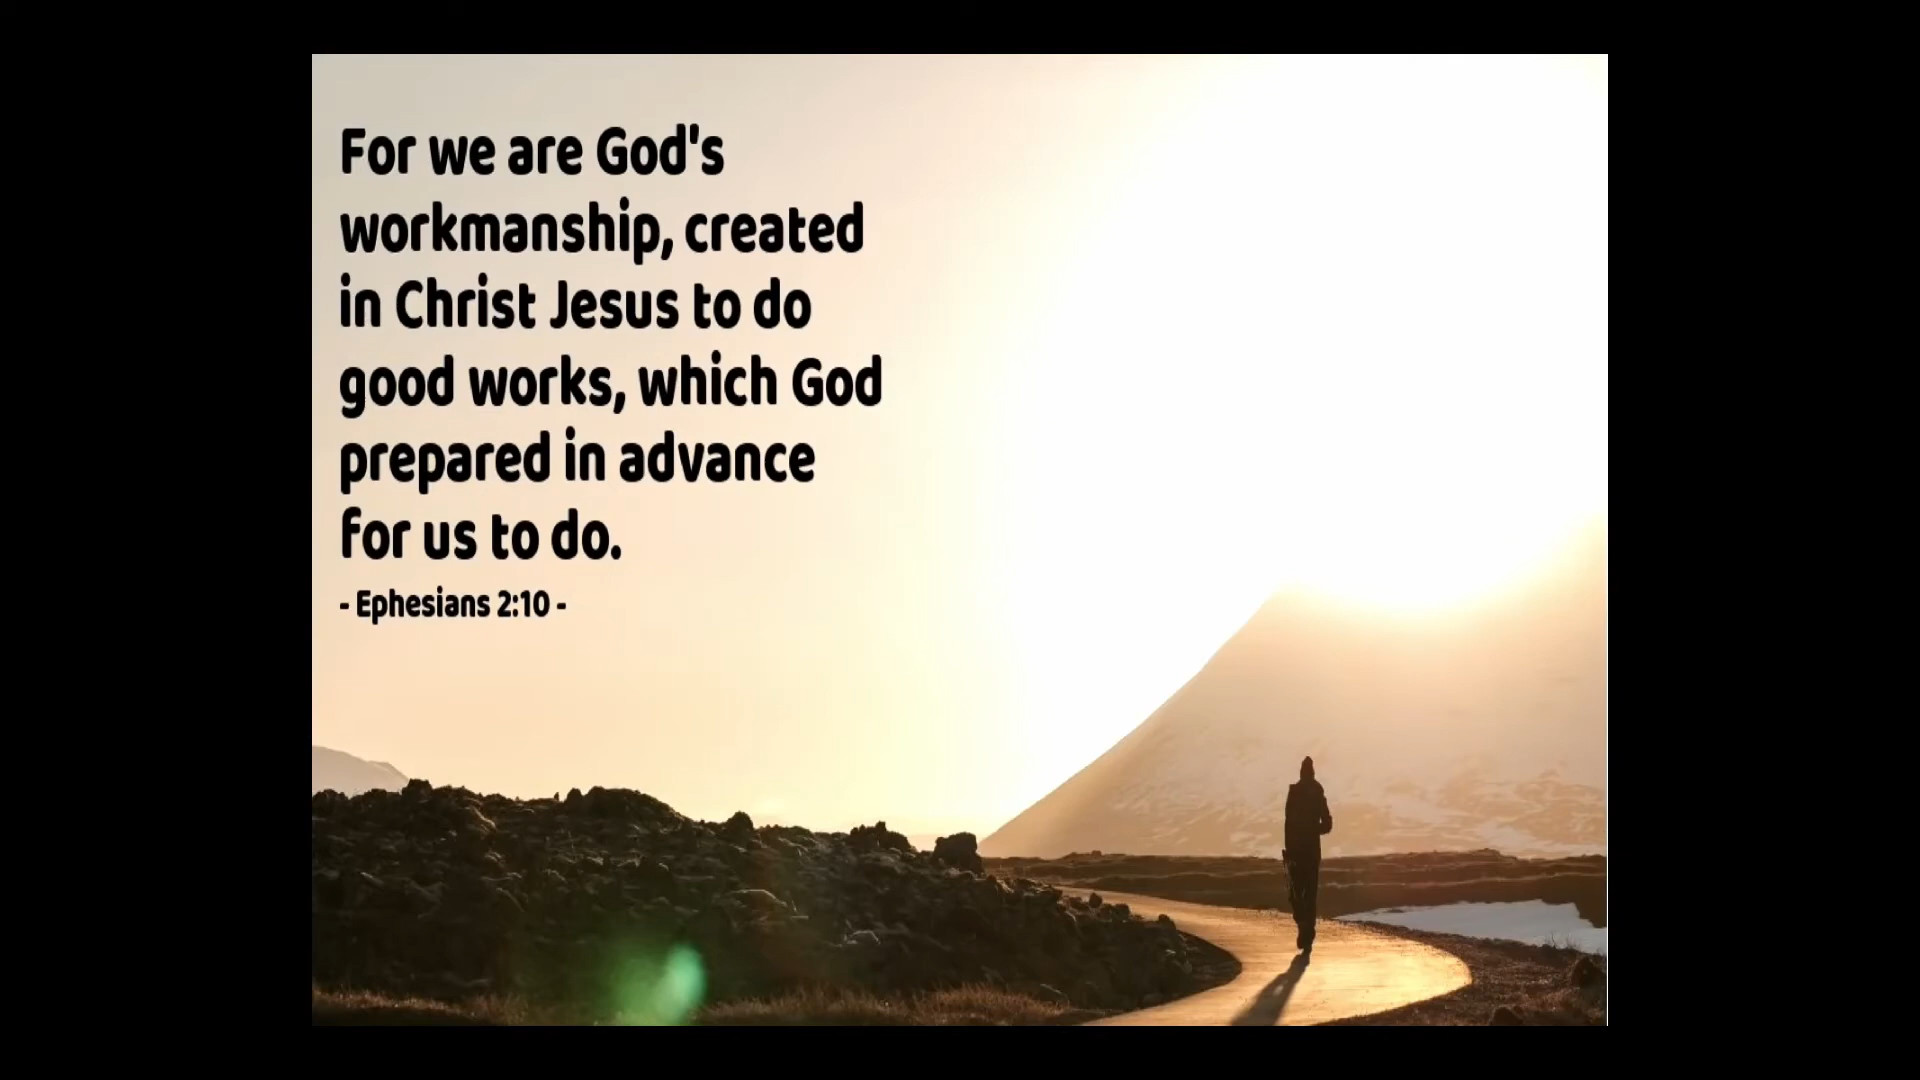 For we are God's
workmanship, created
in Christ Jesus to do
good works, which God
prepared in advance
for us to do.
- Ephesians 2:10 -